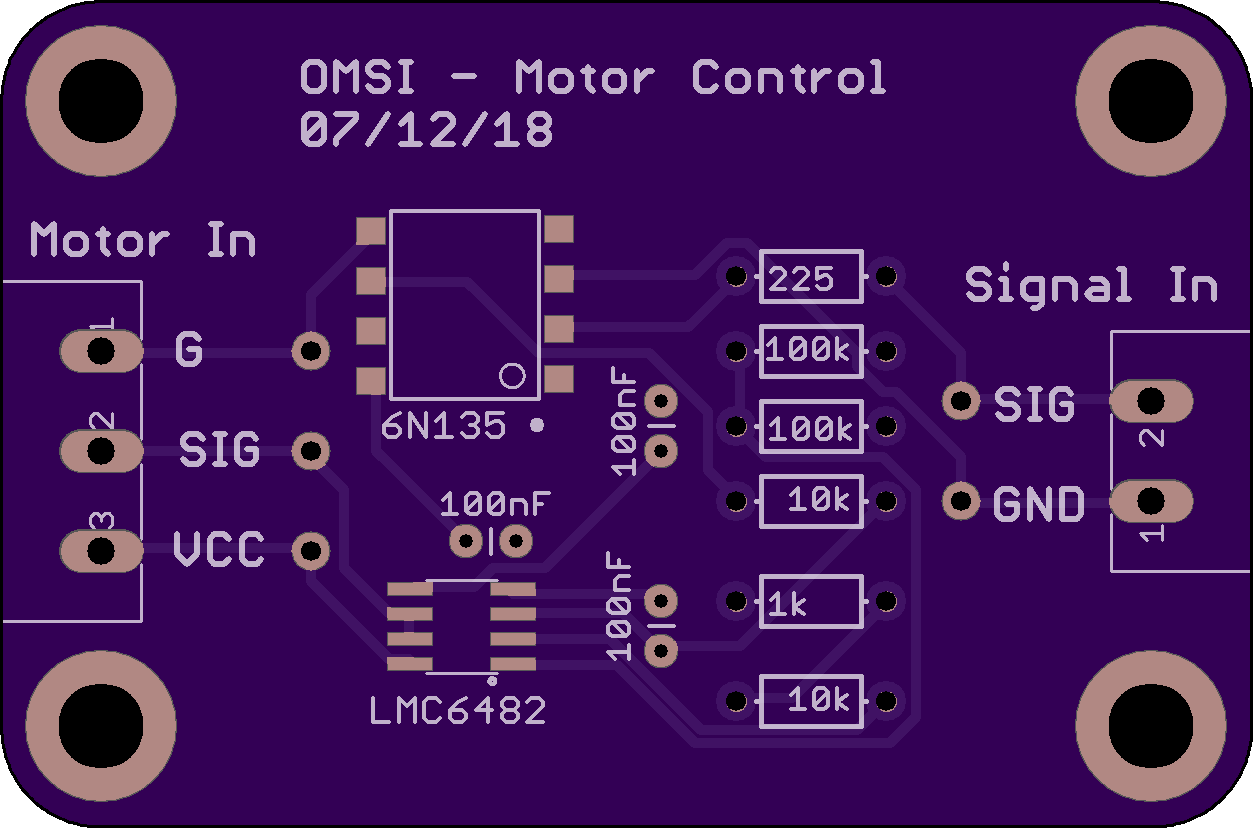 OMSI - Motor Control
07/12/18
Motor In
Signal In
225
1
G
100k
100nF
SIG
2
6N135
100k
2
SIG
100nF
10k
GND
1
3
VCC
100nF
1k
LMC6482
10k